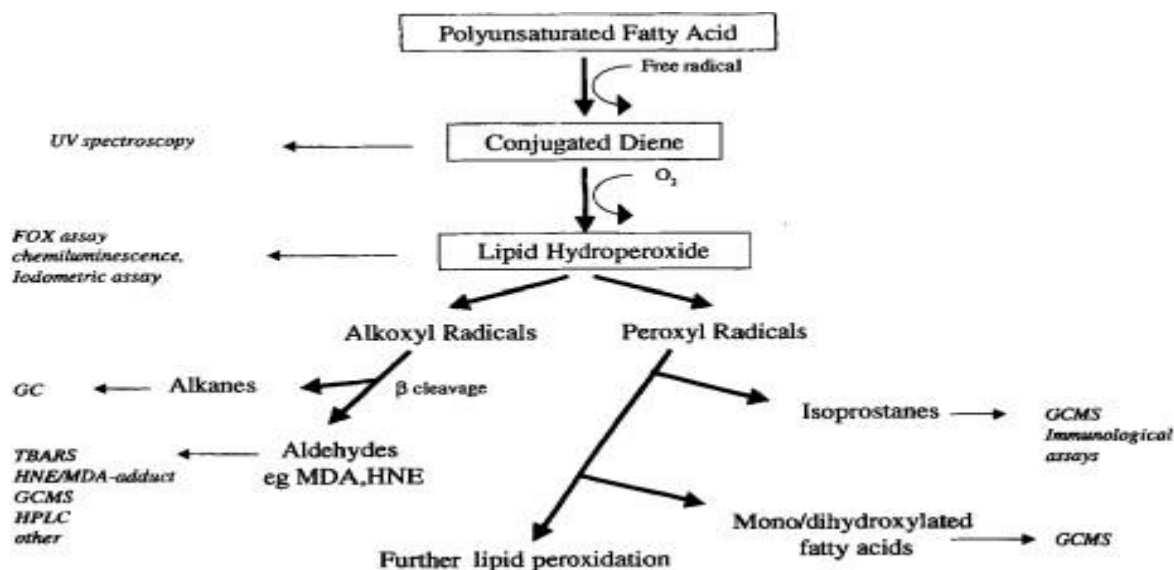 Polyunsaturated Fatty Acid
Free radical
UV spectroscopy
Conjugated Diene
O2
FOX assay
chemiluminescence,
Iodometric assay
Lipid Hydroperoxide
Alkoxyl Radicals
Peroxyl Radicals
GC
Alkanes
β cleavage
Isoprostanes
GCMS
Immunological
assays
TBARS
HNE/MDA-adduct
GCMS
HPLC
other
Aldehydes
eg MDA,HNE
Mono/dihydroxylated
fatty acids
GCMS
Further lipid peroxidation